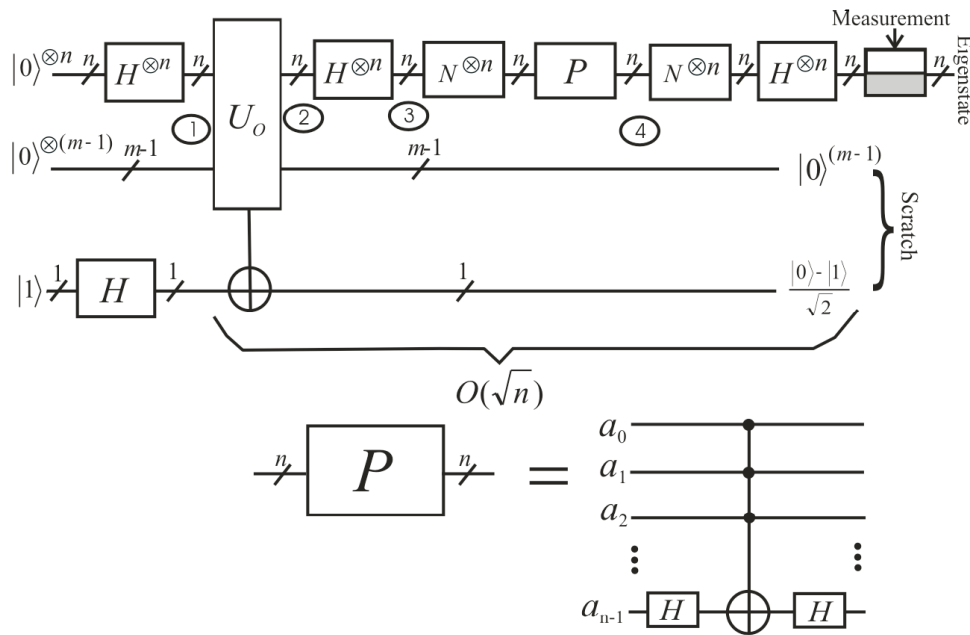 Measurement
|0⟩^{⊗n} n H^{⊗n} n U_O n H^{⊗n} n N^{⊗n} n P n N^{⊗n} n H^{⊗n} n n Eigenstate
1 2 3 4
|0⟩^{⊗(m-1)} m-1 m-1 |0⟩^{(m-1)}
Scratch
|1⟩ 1 H 1 1 |0⟩-|1⟩
√2
O(√n)
n P n = a_0
a_1
a_2
⋮ ⋮
a_{n-1} H H